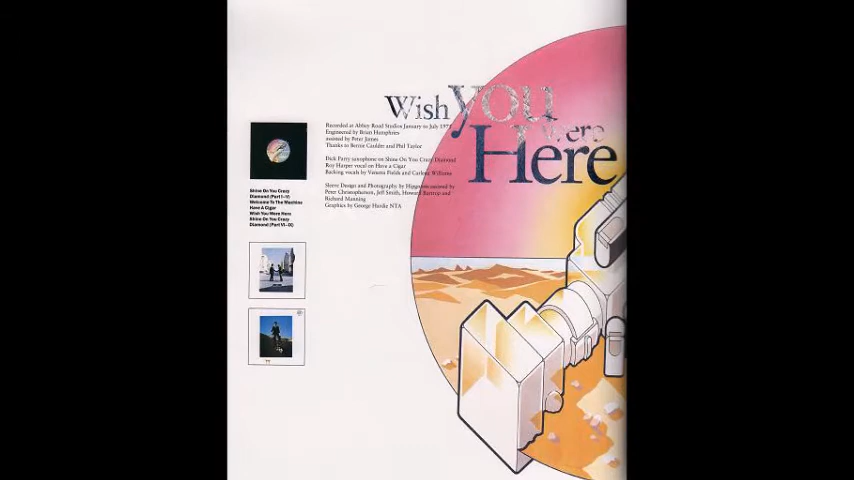 Wish you
were
Here
Recorded at Abbey Road Studios January to July 1975
Engineered by Brian Humphries
assisted by Peter James
Thanks to Bernie Caulder and Phil Taylor
Dick Parry saxophone on Shine On You Crazy Diamond
Roy Harper vocal on Have a Cigar
Backing vocals by Venetta Fields and Carlena Williams
Sleeve Design and Photography by Hipgnosis assisted by
Peter Christopherson, Jeff Smith, Howard Bartrop and
Richard Manning
Graphics by George Hardie NTA
Shine On You Crazy
Diamond (Part I-V)
Welcome To The Machine
Have A Cigar
Wish You Were Here
Shine On You Crazy
Diamond (Part VI-IX)